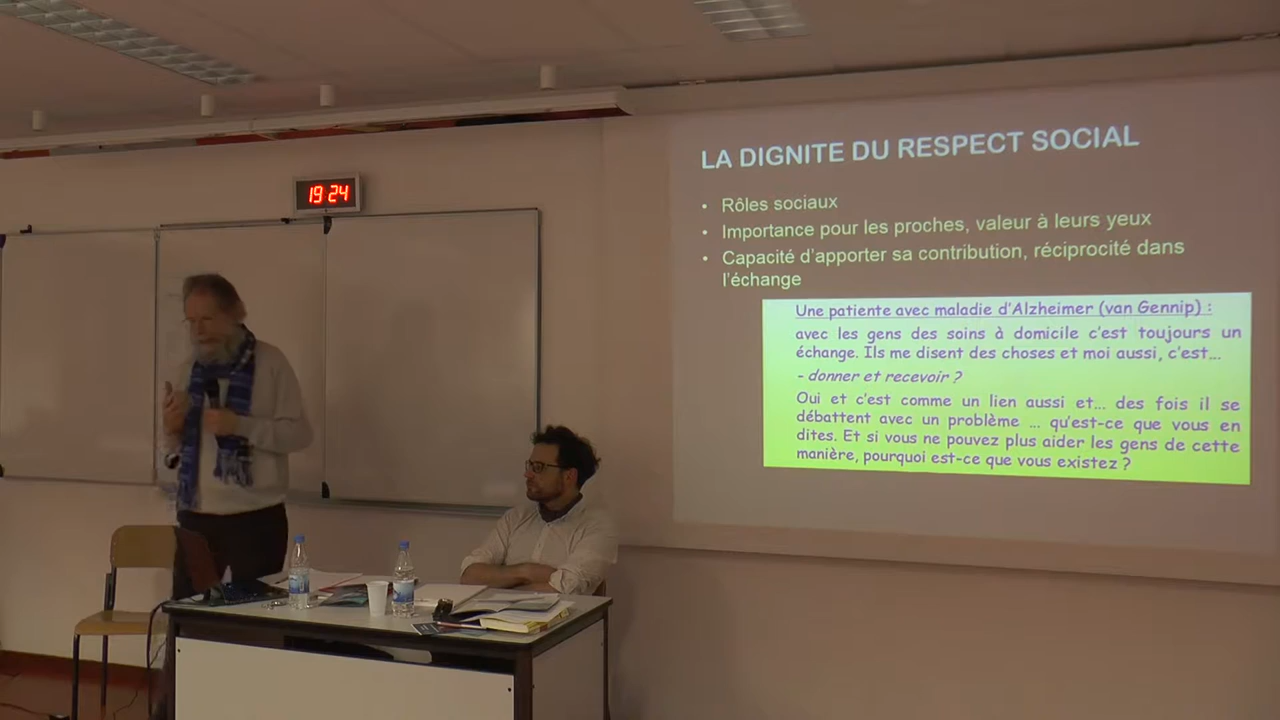 19:24
LA DIGNITE DU RESPECT SOCIAL
• Rôles sociaux
• Importance pour les proches, valeur à leurs yeux
• Capacité d'apporter sa contribution, réciprocité dans
l'échange
Une patiente avec maladie d'Alzheimer (van Gennip) :
avec les gens des soins à domicile c'est toujours un
échange. Ils me disent des choses et moi aussi, c'est...
- donner et recevoir ?
Oui et c'est comme un lien aussi et... des fois il se
débattent avec un problème ... qu'est-ce que vous en
dites. Et si vous ne pouvez plus aider les gens de cette
manière, pourquoi est-ce que vous existez ?